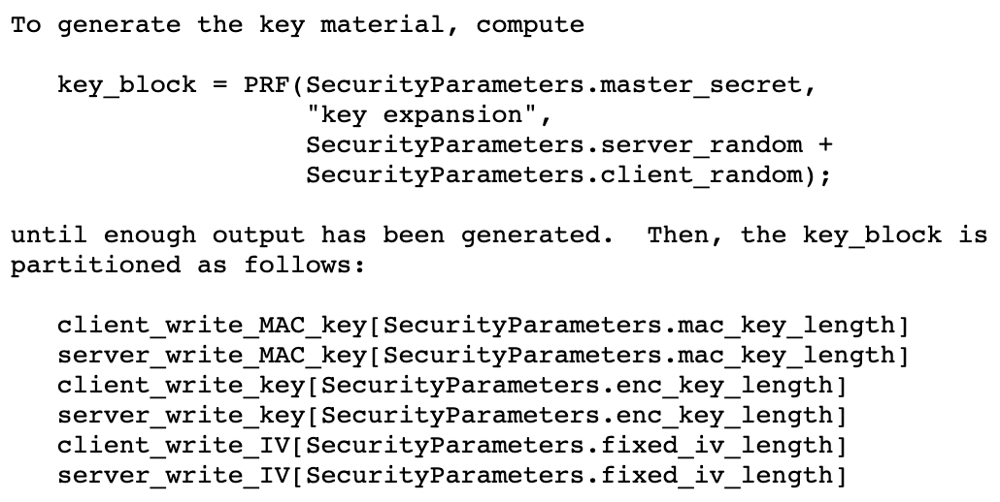 To generate the key material, compute
key_block = PRF(SecurityParameters.master_secret,
"key expansion",
SecurityParameters.server_random +
SecurityParameters.client_random);
until enough output has been generated.  Then, the key_block is
partitioned as follows:
client_write_MAC_key[SecurityParameters.mac_key_length]
server_write_MAC_key[SecurityParameters.mac_key_length]
client_write_key[SecurityParameters.enc_key_length]
server_write_key[SecurityParameters.enc_key_length]
client_write_IV[SecurityParameters.fixed_iv_length]
server_write_IV[SecurityParameters.fixed_iv_length]